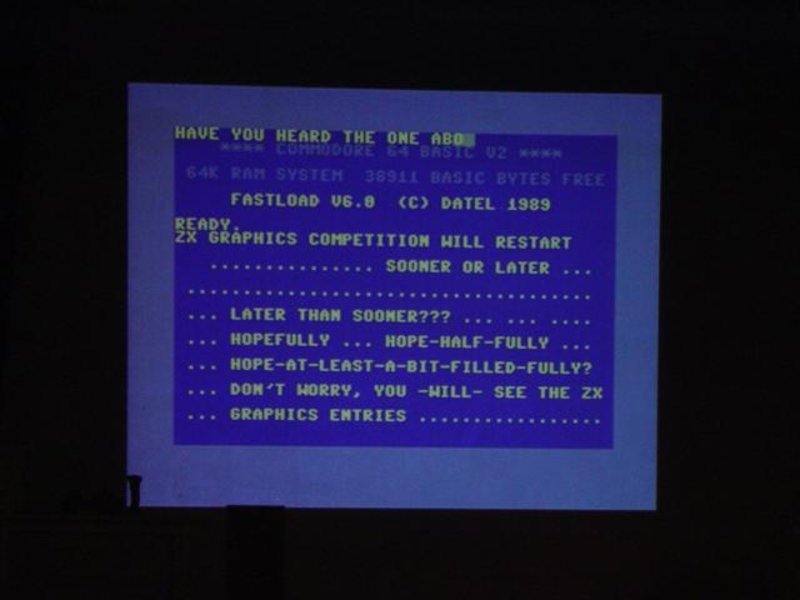 HAVE YOU HEARD THE ONE ABO
**** COMMODORE 64 BASIC V2 ****
64K RAM SYSTEM 38911 BASIC BYTES FREE
FASTLOAD V6.0 (C) DATEL 1989
READY.
ZX GRAPHICS COMPETITION WILL RESTART
............... SOONER OR LATER ...
.....................................
... LATER THAN SOONER??? ... ... ....
... HOPEFULLY ... HOPE-HALF-FULLY ...
... HOPE-AT-LEAST-A-BIT-FILLED-FULLY?
... DON'T WORRY, YOU -WILL- SEE THE ZX
... GRAPHICS ENTRIES .................